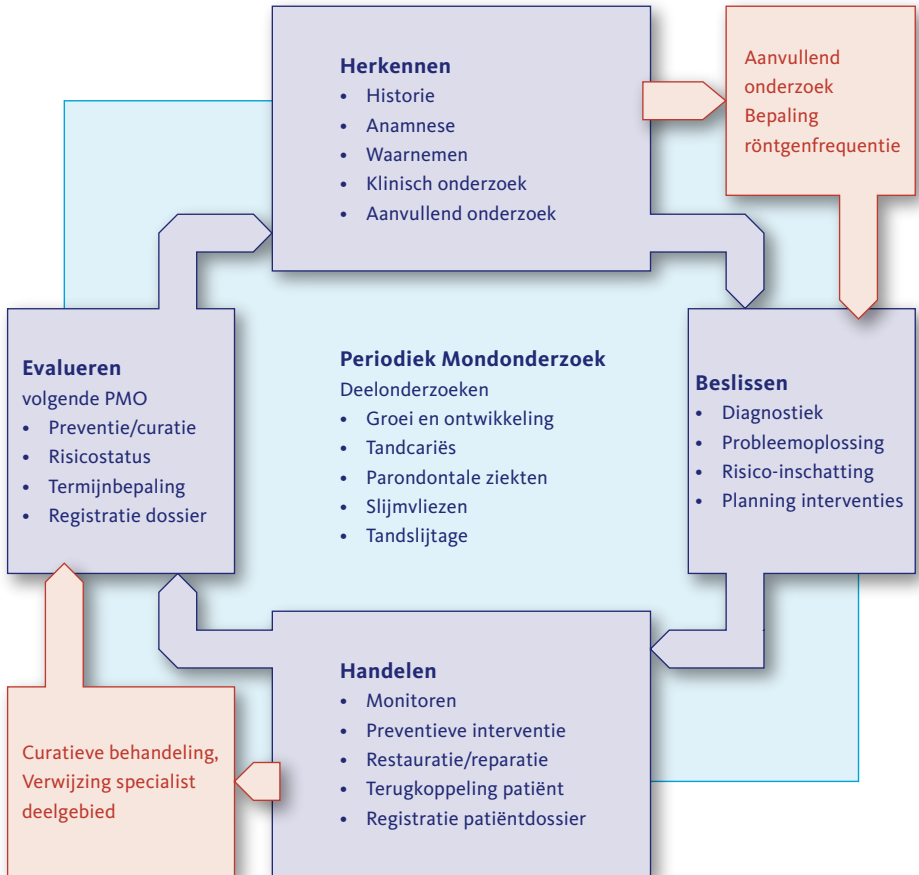 Herkennen
• Historie
• Anamnese
• Waarnemen
• Klinisch onderzoek
• Aanvullend onderzoek
Aanvullend
onderzoek
Bepaling
röntgenfrequentie
Evalueren
volgende PMO
• Preventie/curatie
• Risicostatus
• Termijnbepaling
• Registratie dossier
Periodiek Mondonderzoek
Deelonderzoeken
• Groei en ontwikkeling
• Tandcariës
• Parondontale ziekten
• Slijmvliezen
• Tandslijtage
Beslissen
• Diagnostiek
• Probleemoplossing
• Risico-inschatting
• Planning interventies
Handelen
• Monitoren
• Preventieve interventie
• Restauratie/reparatie
• Terugkoppeling patiënt
• Registratie patiëntdossier
Curatieve behandeling,
Verwijzing specialist
deelgebied